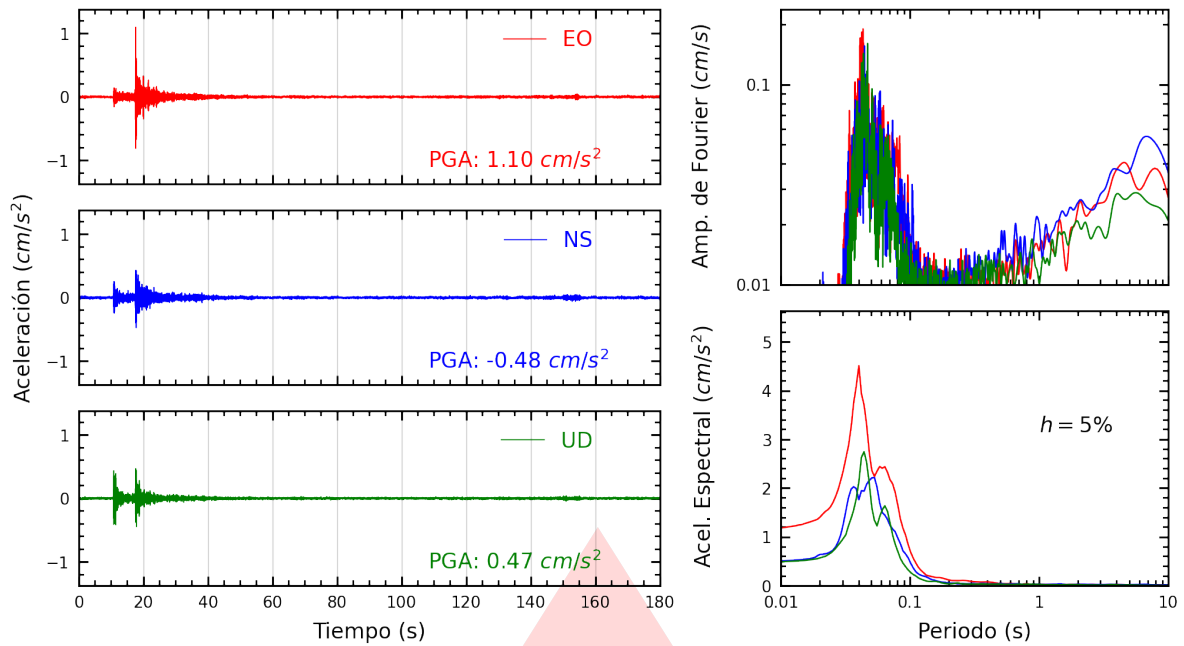 1
0
−1
EO
PGA: 1.10 cm/s²
1
0
−1
NS
PGA: -0.48 cm/s²
1
0
−1
UD
PGA: 0.47 cm/s²
0 20 40 60 80 100 120 140 160 180
Tiempo (s)
Aceleración (cm/s²)
Amp. de Fourier (cm/s)
0.1
0.01
Acel. Espectral (cm/s²)
5
4
3
2
1
0
h = 5%
0.01 0.1 1 10
Periodo (s)